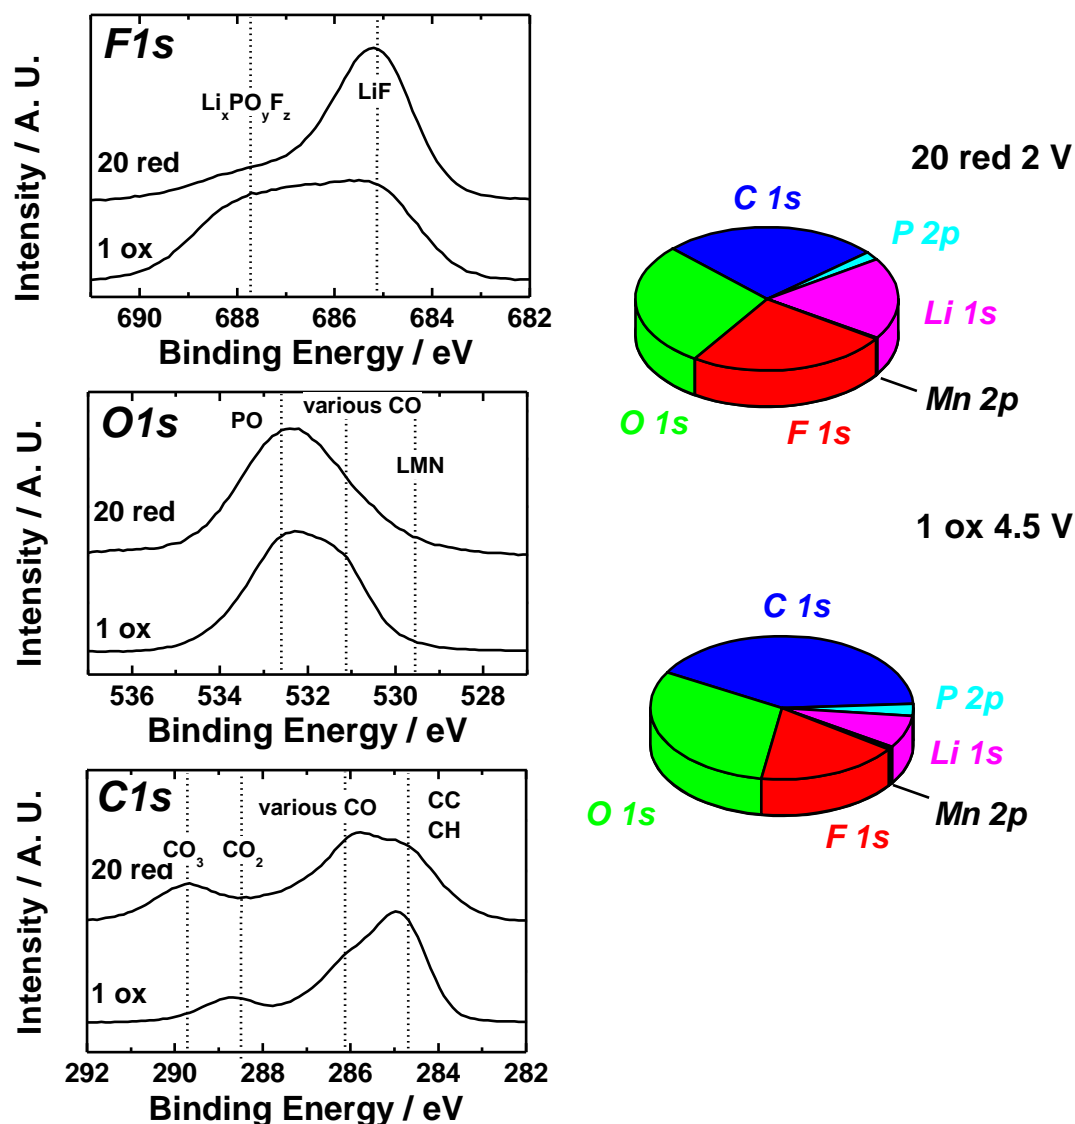 F1s
Intensity / A. U.
LiₓPOᵧF_z
LiF
20 red
1 ox
690 688 686 684 682
Binding Energy / eV
O1s
Intensity / A. U.
PO
various CO
LMN
20 red
1 ox
536 534 532 530 528
Binding Energy / eV
C1s
Intensity / A. U.
various CO
CC
CH
CO₃
CO₂
20 red
1 ox
292 290 288 286 284 282
Binding Energy / eV
20 red 2 V
C 1s
P 2p
Li 1s
Mn 2p
O 1s
F 1s
1 ox 4.5 V
C 1s
P 2p
Li 1s
Mn 2p
O 1s
F 1s